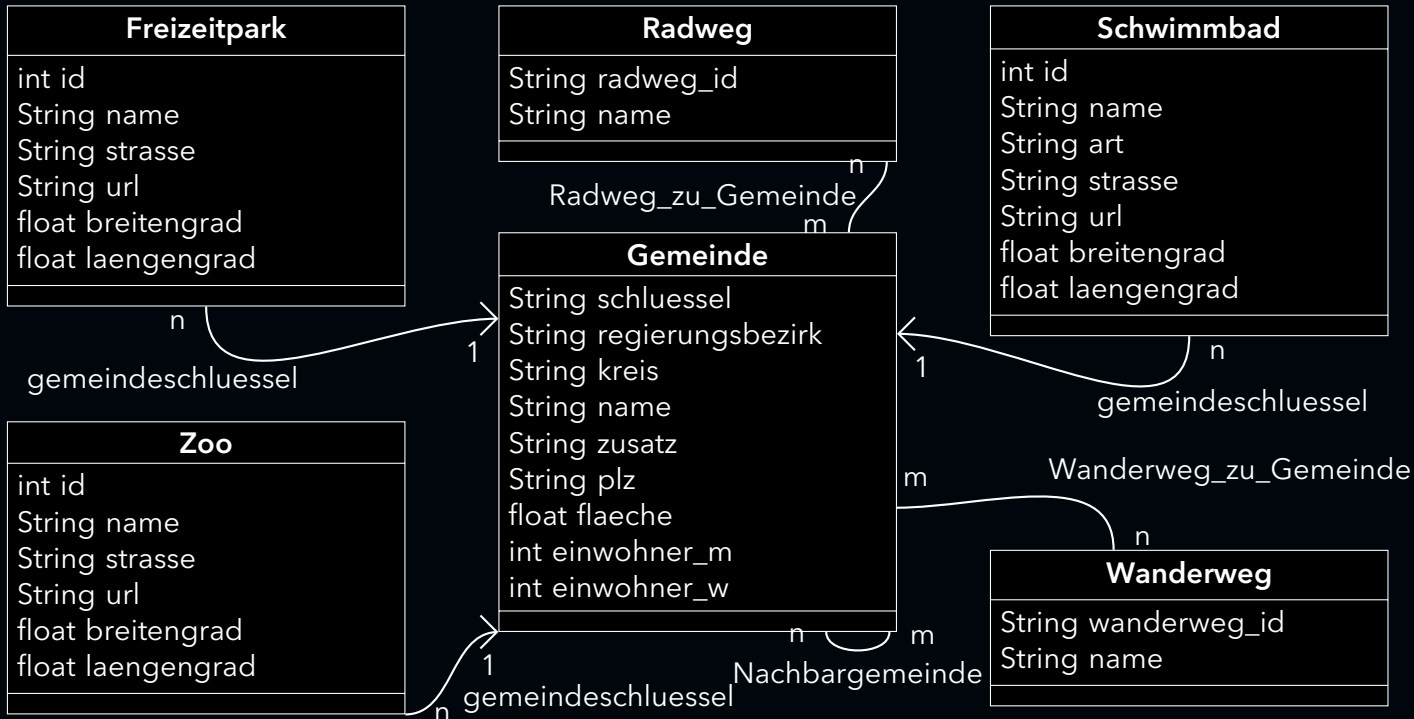 Freizeitpark
int id
String name
String strasse
String url
float breitengrad
float laengengrad
n
1
gemeindeschluessel
Radweg
String radweg_id
String name
n
Radweg_zu_Gemeinde
m
Schwimmbad
int id
String name
String art
String strasse
String url
float breitengrad
float laengengrad
n
1
gemeindeschluessel
Gemeinde
String schluessel
String regierungsbezirk
String kreis
String name
String zusatz
String plz
float flaeche
int einwohner_m
int einwohner_w
n
m
Nachbargemeinde
Zoo
int id
String name
String strasse
String url
float breitengrad
float laengengrad
n
1
gemeindeschluessel
m
Wanderweg_zu_Gemeinde
n
Wanderweg
String wanderweg_id
String name